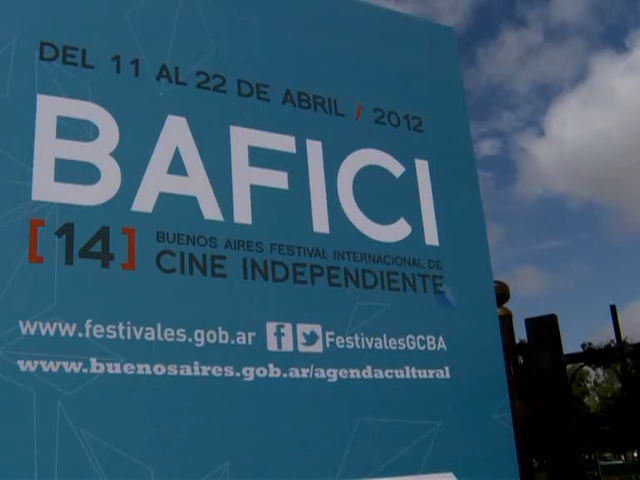 DEL 11 AL 22 DE ABRIL / 2012
BAFICI
[14] BUENOS AIRES FESTIVAL INTERNACIONAL DE
CINE INDEPENDIENTE
www.festivales.gob.ar f FestivalesGCBA
www.buenosaires.gob.ar/agendacultural